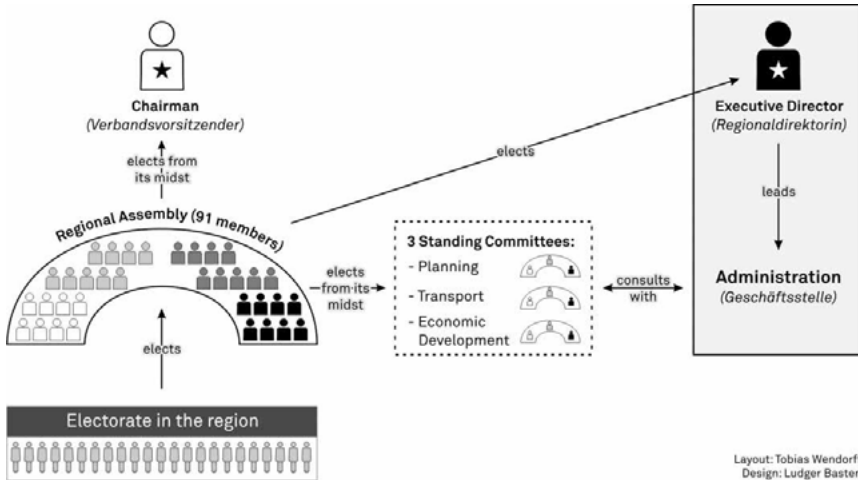 Chairman
(Verbandsvorsitzender)
elects from
its midst
Regional Assembly (91 members)
elects
Electorate in the region
elects
from its
midst
elects
3 Standing Committees:
- Planning
- Transport
- Economic
Development
consults
with
Executive Director
(Regionaldirektorin)
leads
Administration
(Geschäftsstelle)
Layout: Tobias Wendorf
Design: Ludger Basten